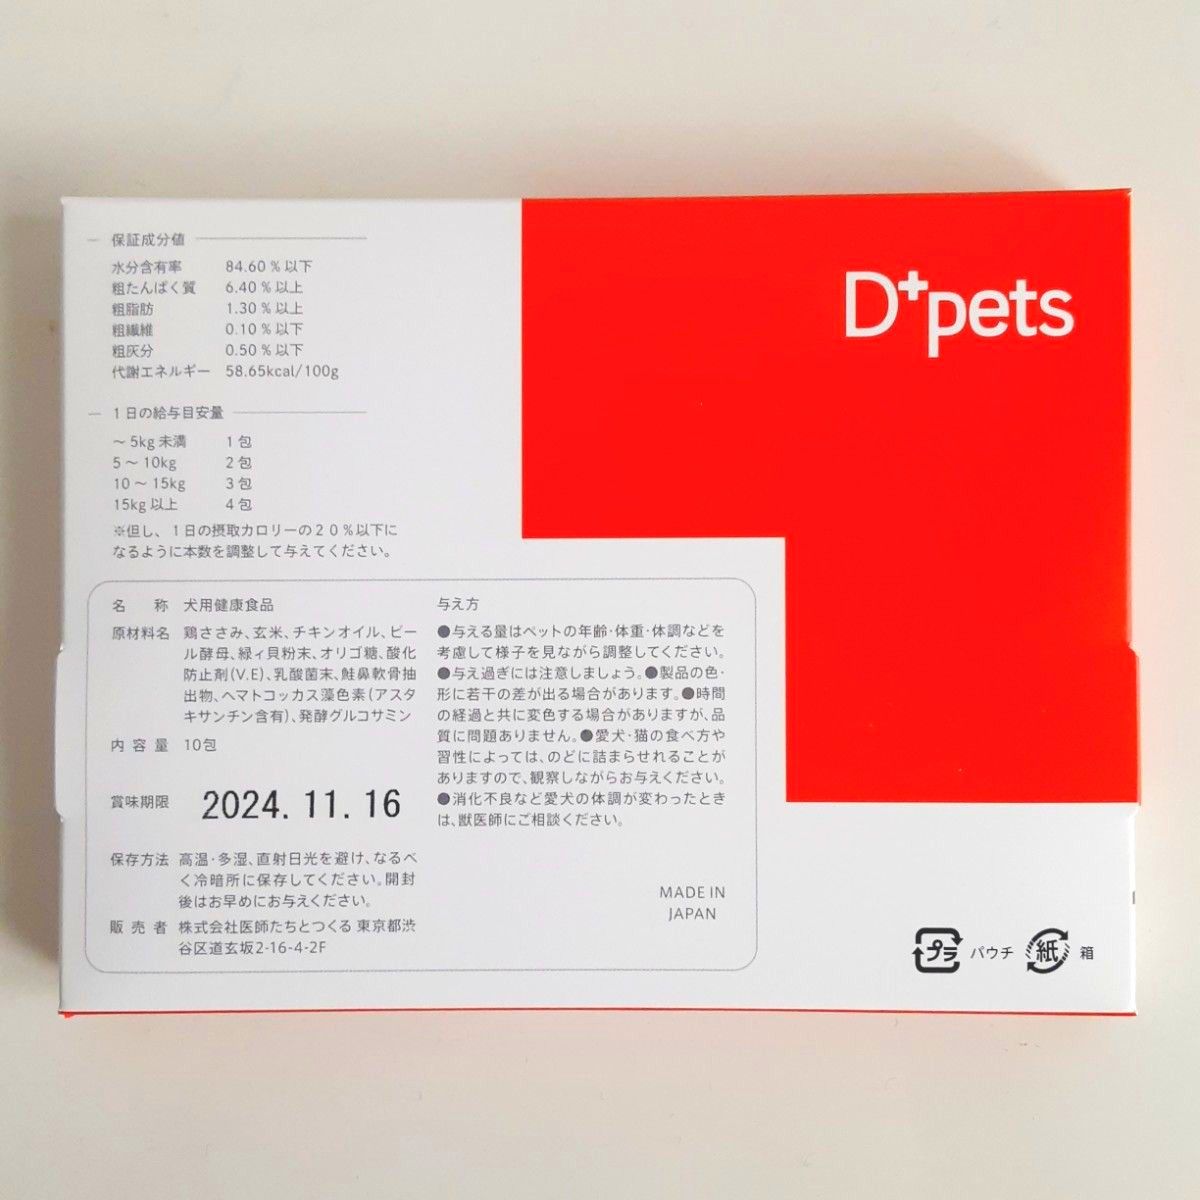 保証成分値
水分含有率 84.60％以下
粗たんぱく質 6.40％以上
粗脂肪 1.30％以上
粗繊維 0.10％以下
粗灰分 0.50％以下
代謝エネルギー 58.65kcal/100g
1日の給与目安量
～5kg未満 1包
5～10kg 2包
10～15kg 3包
15kg以上 4包
※但し、1日の摂取カロリーの20％以下に
なるように本数を調整して与えてください。
名称 犬用健康食品
原材料名 鶏ささみ、玄米、チキンオイル、ビー
ル酵母、緑ィ貝粉末、オリゴ糖、酸化
防止剤(V.E)、乳酸菌末、鮭鼻軟骨抽
出物、ヘマトコッカス藻色素(アスタ
キサンチン含有)、発酵グルコサミン
内容量 10包
賞味期限 2024.11.16
保存方法 高温・多湿、直射日光を避け、なるべ
く冷暗所に保存してください。開封
後はお早めにお与えください。
販売者 株式会社医師たちとつくる 東京都渋
谷区道玄坂2-16-4-2F
与え方
●与える量はペットの年齢・体重・体調などを
考慮して様子を見ながら調整してください。
●与え過ぎには注意しましょう。●製品の色・
形に若干の差が出る場合があります。●時間
の経過と共に変色する場合がありますが、品
質に問題ありません。●愛犬・猫の食べ方や
習性によっては、のどに詰まらせれることが
ありますので、観察しながらお与えください。
●消化不良など愛犬の体調が変わったとき
は、獣医師にご相談ください。
MADE IN
JAPAN
D+pets
プラ パウチ 紙 箱